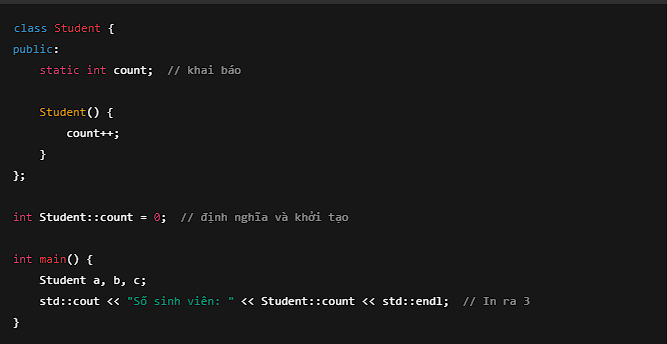 class Student {
public:
    static int count;  // khai báo
    Student() {
        count++;
    }
};
int Student::count = 0;  // định nghĩa và khởi tạo
int main() {
    Student a, b, c;
    std::cout << "Số sinh viên: " << Student::count << std::endl;  // In ra 3
}